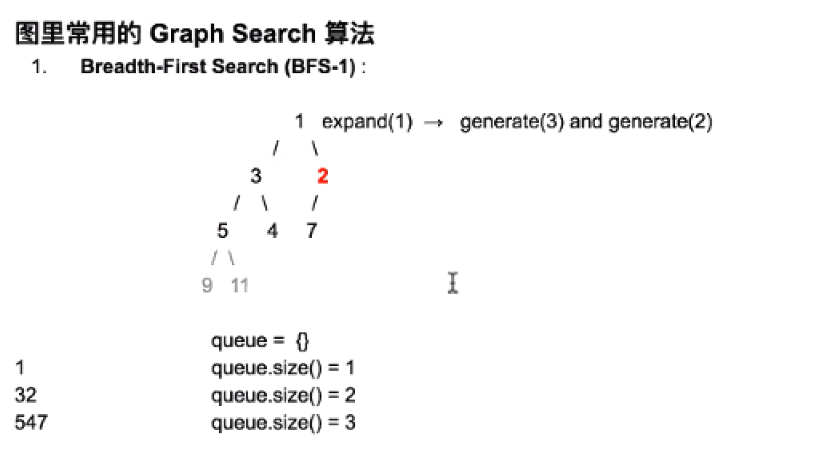 图里常用的 Graph Search 算法
1. Breadth-First Search (BFS-1) :
1 expand(1) → generate(3) and generate(2)
/ \
3 2
/ \ /
5 4 7
/ \
9 11
queue = {}
1 queue.size() = 1
32 queue.size() = 2
547 queue.size() = 3